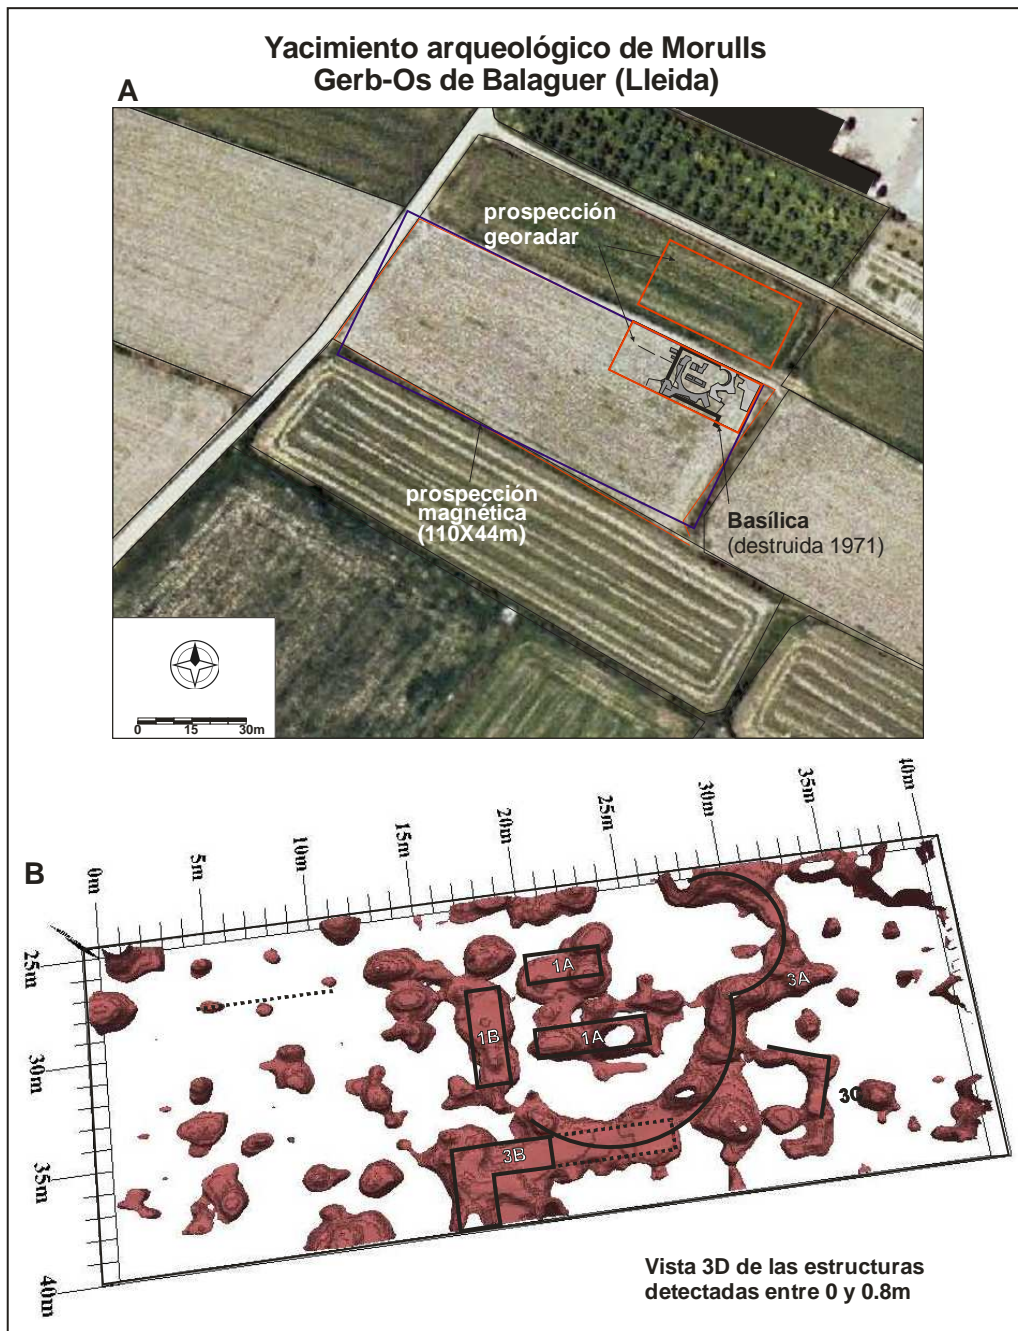 Yacimiento arqueológico de Morulls
Gerb-Os de Balaguer (Lleida)
A
prospección
georadar
prospección
magnética
(110X44m)
Basílica
(destruida 1971)
0 15 30m
B
0m
5m
10m
15m
20m
25m
30m
35m
40m
25m
30m
35m
40m
1A
1B
1A
3A
3B
3C
Vista 3D de las estructuras
detectadas entre 0 y 0.8m